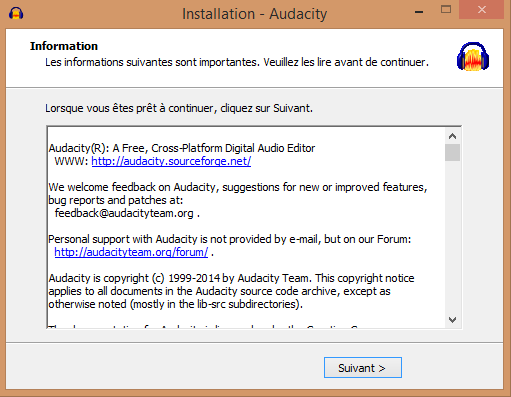 Installation - Audacity
Information
Les informations suivantes sont importantes. Veuillez les lire avant de continuer.
Lorsque vous êtes prêt à continuer, cliquez sur Suivant.
Audacity(R): A Free, Cross-Platform Digital Audio Editor
WWW: http://audacity.sourceforge.net/
We welcome feedback on Audacity, suggestions for new or improved features,
bug reports and patches at:
feedback@audacityteam.org .
Personal support with Audacity is not provided by e-mail, but on our Forum:
http://audacityteam.org/forum/ .
Audacity is copyright (c) 1999-2014 by Audacity Team. This copyright notice
applies to all documents in the Audacity source code archive, except as
otherwise noted (mostly in the lib-src subdirectories).
Suivant >